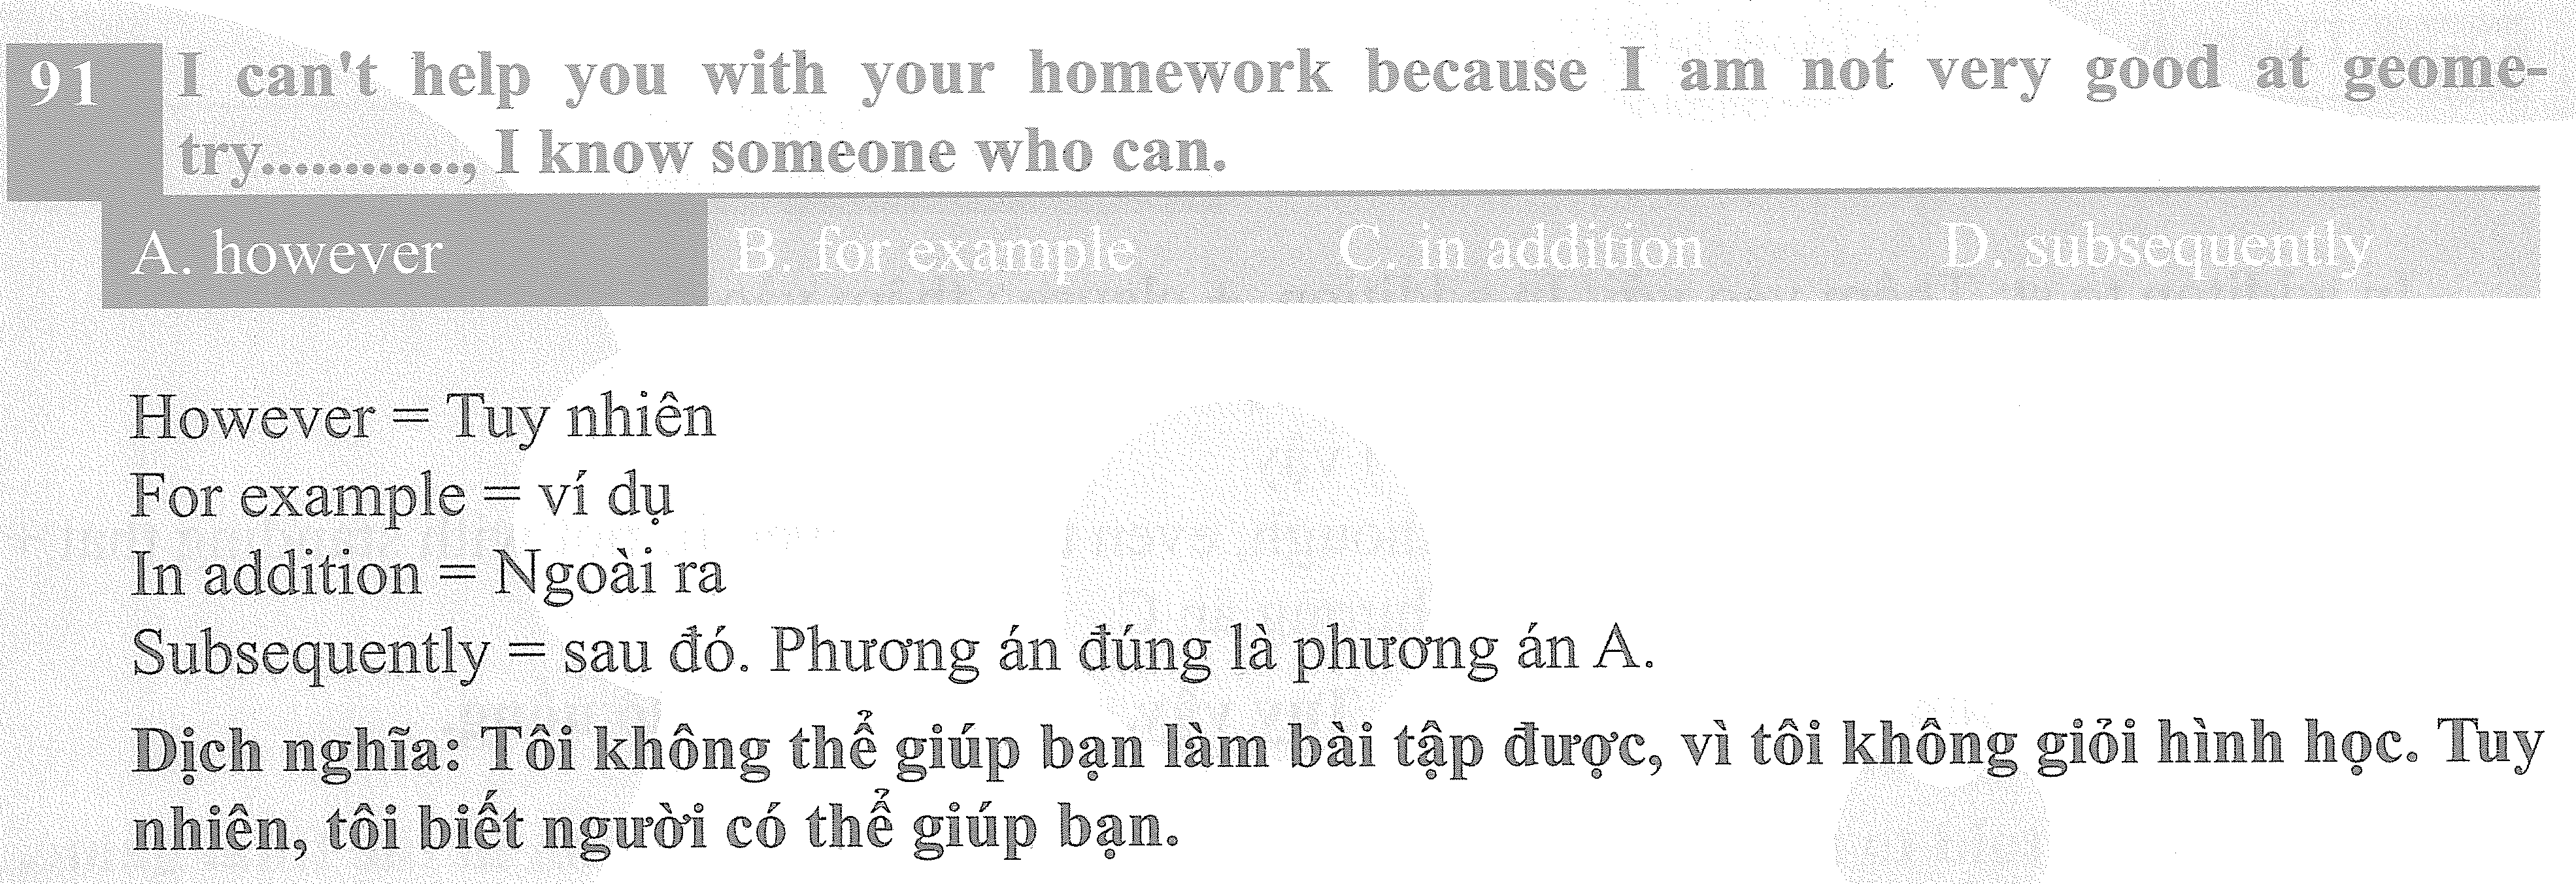 91 I can't help you with your homework because I am not very good at geome-
try............., I know someone who can.
A. however B. for example C. in addition D. subsequently
However = Tuy nhiên
For example = ví dụ
In addition = Ngoài ra
Subsequently = sau đó. Phương án đúng là phương án A.
Dịch nghĩa: Tôi không thể giúp bạn làm bài tập được, vì tôi không giỏi hình học. Tuy
nhiên, tôi biết người có thể giúp bạn.